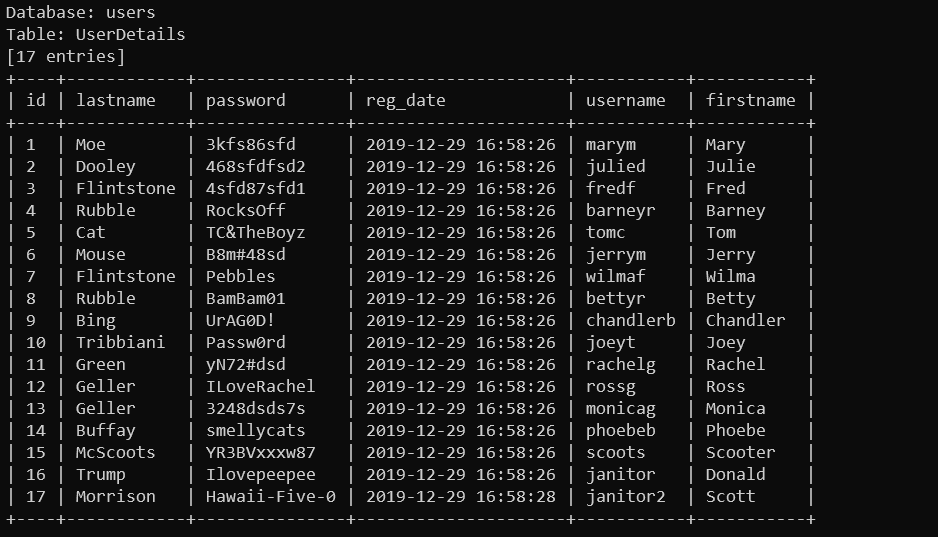 Database: users
Table: UserDetails
[17 entries]
+----+------------+---------------+---------------------+-----------+-----------+
| id | lastname   | password      | reg_date            | username  | firstname |
+----+------------+---------------+---------------------+-----------+-----------+
| 1  | Moe        | 3kfs86sfd     | 2019-12-29 16:58:26 | marym     | Mary      |
| 2  | Dooley     | 468sfdfsd2    | 2019-12-29 16:58:26 | julied    | Julie     |
| 3  | Flintstone | 4sfd87sfd1    | 2019-12-29 16:58:26 | fredf     | Fred      |
| 4  | Rubble     | RocksOff      | 2019-12-29 16:58:26 | barneyr   | Barney    |
| 5  | Cat        | TC&TheBoyz    | 2019-12-29 16:58:26 | tomc      | Tom       |
| 6  | Mouse      | B8m#48sd      | 2019-12-29 16:58:26 | jerrym    | Jerry     |
| 7  | Flintstone | Pebbles       | 2019-12-29 16:58:26 | wilmaf    | Wilma     |
| 8  | Rubble     | BamBam01      | 2019-12-29 16:58:26 | bettyr    | Betty     |
| 9  | Bing       | UrAG0D!       | 2019-12-29 16:58:26 | chandlerb | Chandler  |
| 10 | Tribbiani  | Passw0rd      | 2019-12-29 16:58:26 | joeyt     | Joey      |
| 11 | Green      | yN72#dsd      | 2019-12-29 16:58:26 | rachelg   | Rachel    |
| 12 | Geller     | ILoveRachel   | 2019-12-29 16:58:26 | rossg     | Ross      |
| 13 | Geller     | 3248dsds7s    | 2019-12-29 16:58:26 | monicag   | Monica    |
| 14 | Buffay     | smellycats    | 2019-12-29 16:58:26 | phoebeb   | Phoebe    |
| 15 | McScoots   | YR3BVxxxw87   | 2019-12-29 16:58:26 | scoots    | Scooter   |
| 16 | Trump      | Ilovepeepee   | 2019-12-29 16:58:26 | janitor   | Donald    |
| 17 | Morrison   | Hawaii-Five-0 | 2019-12-29 16:58:28 | janitor2  | Scott     |
+----+------------+---------------+---------------------+-----------+-----------+